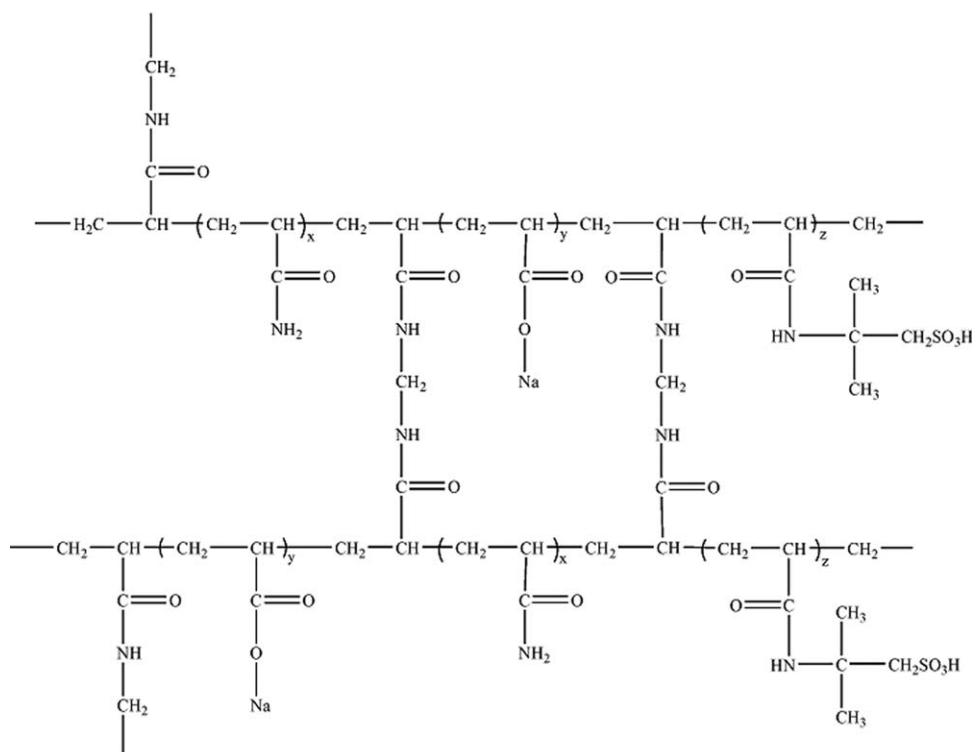 CH₂
NH
C O
H₂C CH (CH₂ CH)x CH₂ CH (CH₂ CH)y CH₂ CH (CH₂ CH)z CH₂
C O C O C O O C O C
CH₃
NH₂ NH O NH HN C CH₂SO₃H
CH₂ Na CH₂ CH₃
NH NH
C O C O
CH₂ CH (CH₂ CH)y CH₂ CH (CH₂ CH)x CH₂ CH (CH₂ CH)z CH₂
C O C O C O O C
CH₃
NH O NH₂ HN C CH₂SO₃H
CH₂ Na
CH₃